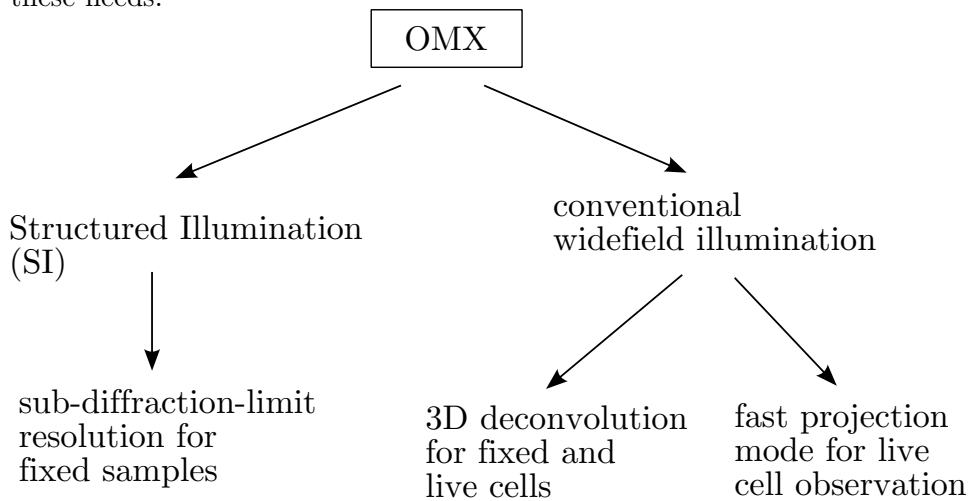 these needs.
OMX
Structured Illumination
(SI)
conventional
widefield illumination
sub-diffraction-limit
resolution for
fixed samples
3D deconvolution
for fixed and
live cells
fast projection
mode for live
cell observation